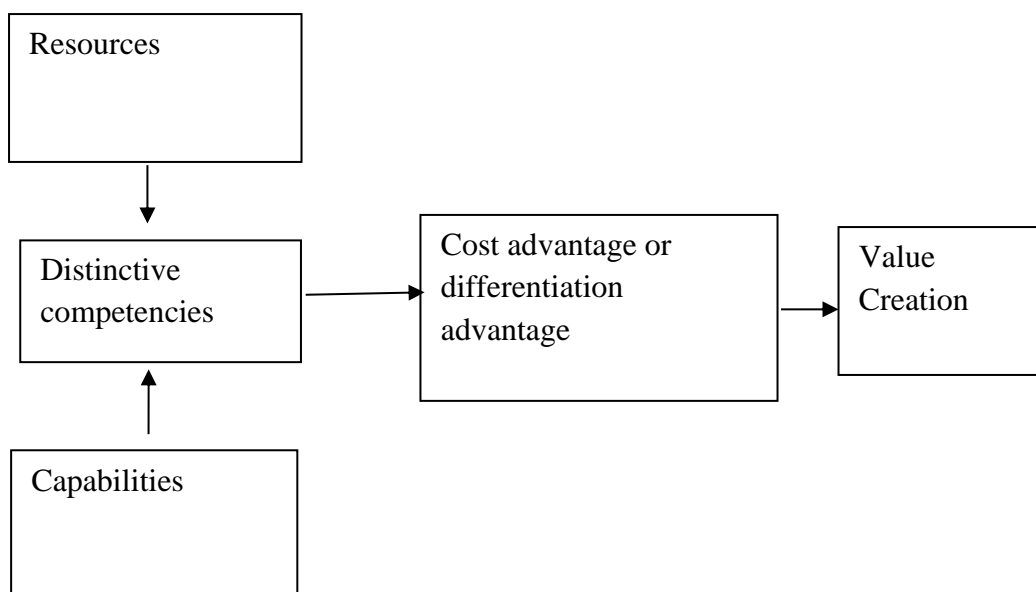 Resources
Distinctive
competencies
Cost advantage or
differentiation
advantage
Value
Creation
Capabilities